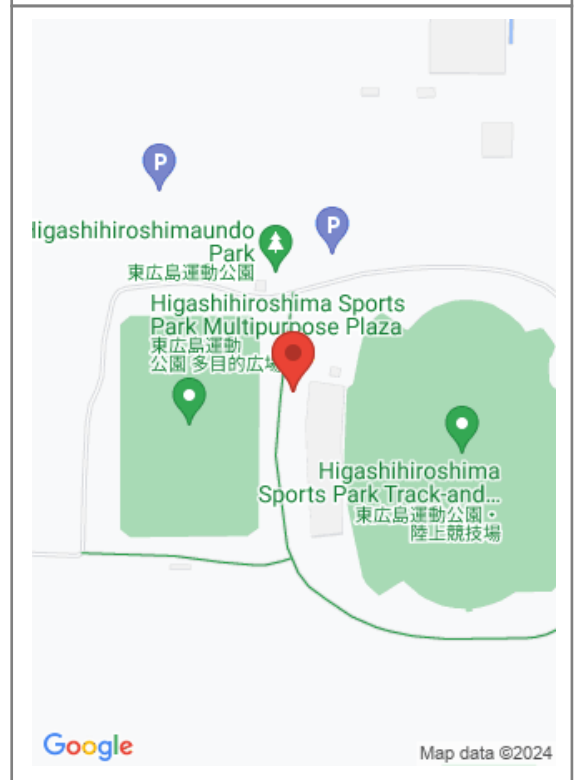 P
Higashihiroshimaundo
Park
東広島運動公園
P
Higashihiroshima Sports
Park Multipurpose Plaza
東広島運動
公園 多目的広場
Higashihiroshima
Sports Park Track-and...
東広島運動公園・
陸上競技場
Google
Map data ©2024